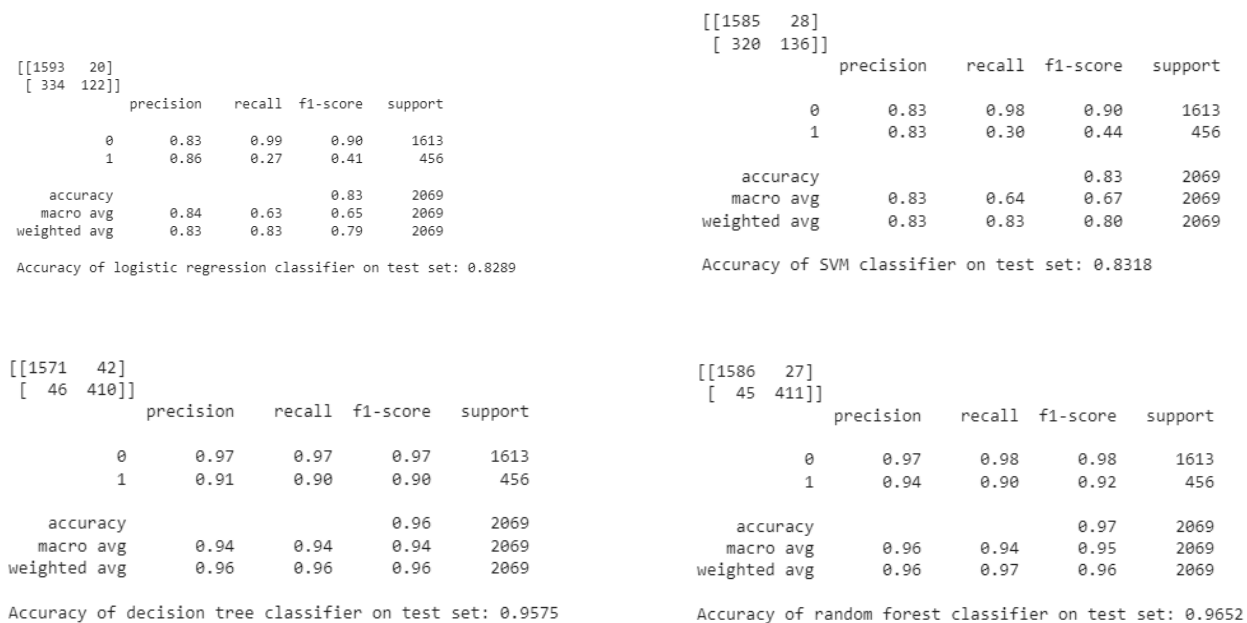 [[1593   20]
 [ 334  122]]
              precision    recall  f1-score   support

           0       0.83      0.99      0.90      1613
           1       0.86      0.27      0.41       456

    accuracy                           0.83      2069
   macro avg       0.84      0.63      0.65      2069
weighted avg       0.83      0.83      0.79      2069

Accuracy of logistic regression classifier on test set: 0.8289
[[1585   28]
 [ 320  136]]
              precision    recall  f1-score   support

           0       0.83      0.98      0.90      1613
           1       0.83      0.30      0.44       456

    accuracy                           0.83      2069
   macro avg       0.83      0.64      0.67      2069
weighted avg       0.83      0.83      0.80      2069

Accuracy of SVM classifier on test set: 0.8318
[[1571   42]
 [  46  410]]
              precision    recall  f1-score   support

           0       0.97      0.97      0.97      1613
           1       0.91      0.90      0.90       456

    accuracy                           0.96      2069
   macro avg       0.94      0.94      0.94      2069
weighted avg       0.96      0.96      0.96      2069

Accuracy of decision tree classifier on test set: 0.9575
[[1586   27]
 [  45  411]]
              precision    recall  f1-score   support

           0       0.97      0.98      0.98      1613
           1       0.94      0.90      0.92       456

    accuracy                           0.97      2069
   macro avg       0.96      0.94      0.95      2069
weighted avg       0.96      0.97      0.96      2069

Accuracy of random forest classifier on test set: 0.9652